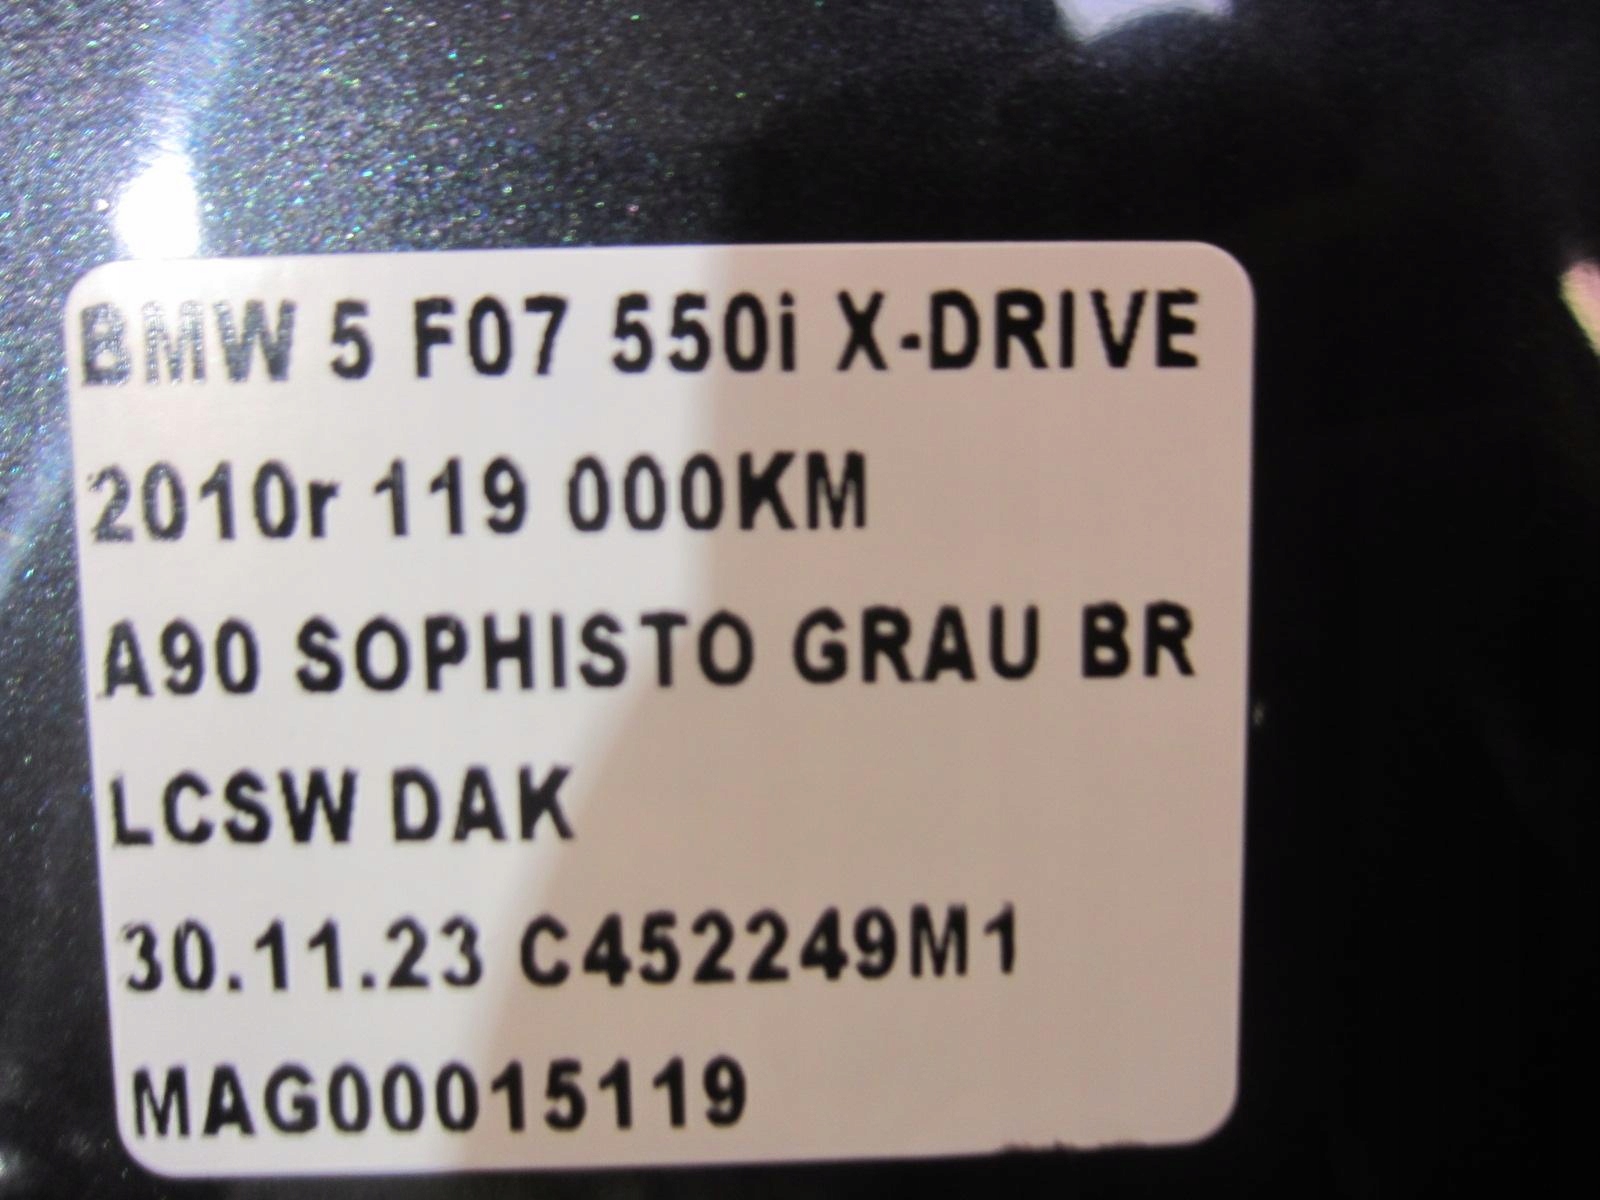 BMW 5 F07 550i X-DRIVE
2010r 119 000KM
A90 SOPHISTO GRAU BR
LCSW DAK
30.11.23 C452249M1
MAG00015119